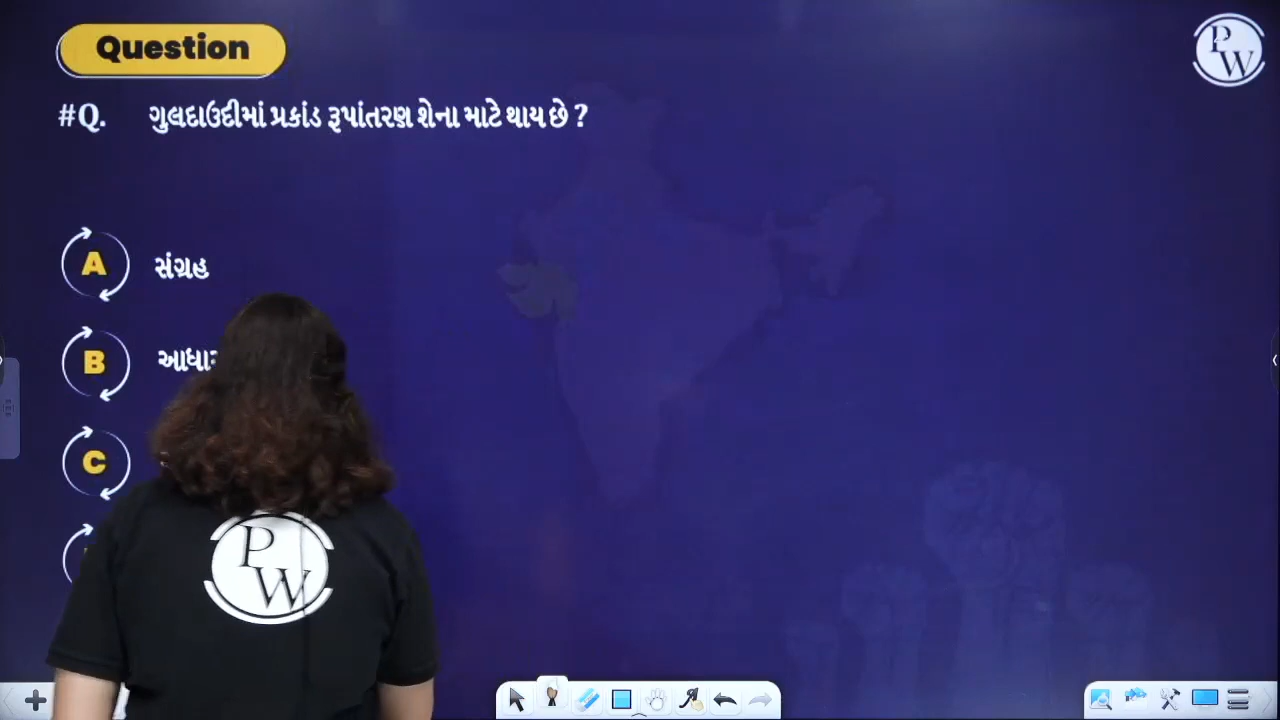 Question
PW
#Q. ગુલદાઉદીમાં પ્રકાંડ રૂપાંતરણ શેના માટે થાય છે ?
A સંગ્રહ
B
C
PW